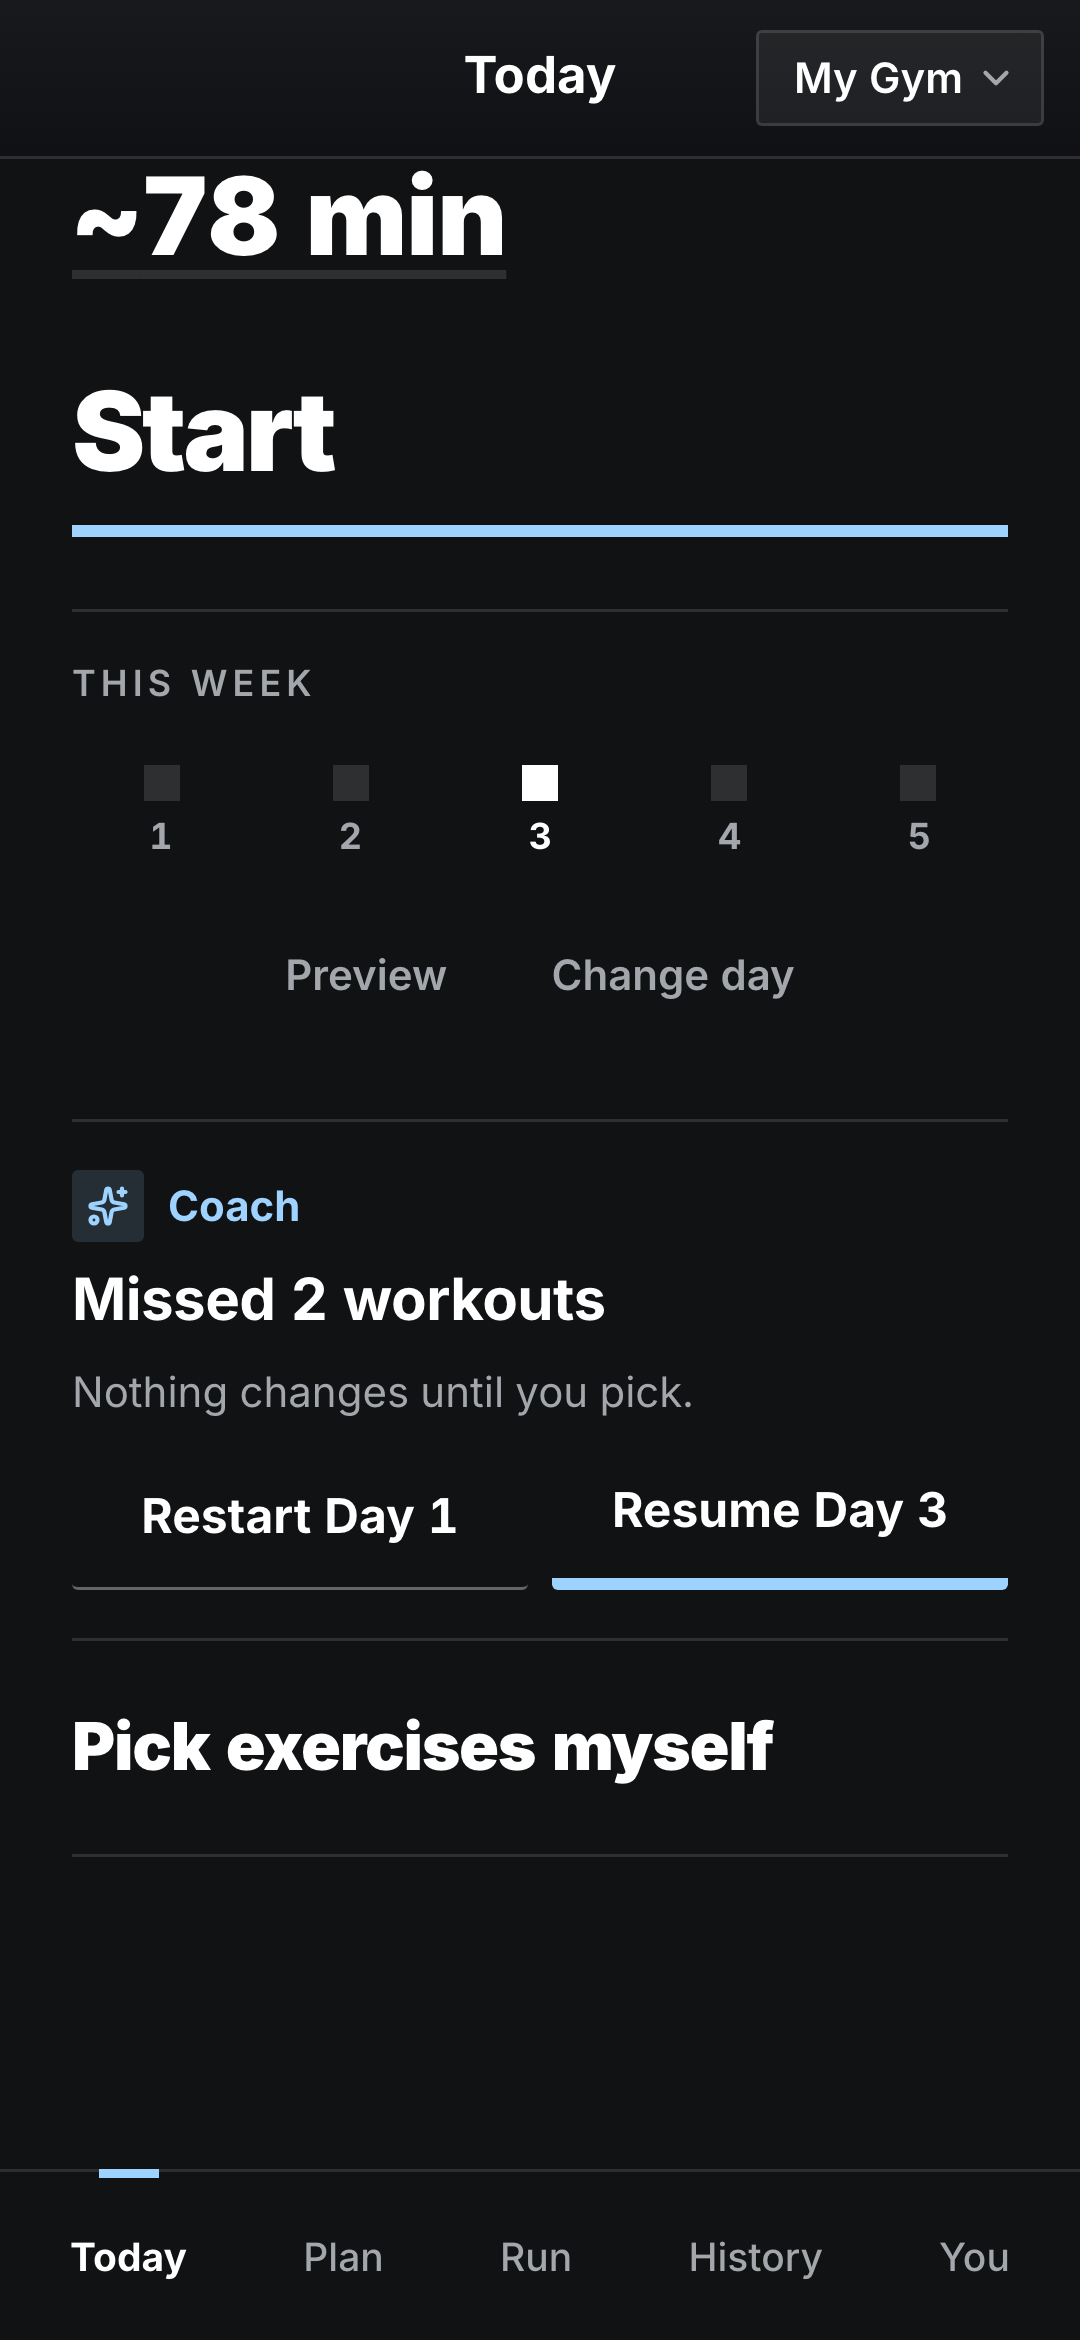 Today
My Gym
~78 min
Start
THIS WEEK
1 2 3 4 5
Preview Change day
Coach
Missed 2 workouts
Nothing changes until you pick.
Restart Day 1 Resume Day 3
Pick exercises myself
Today Plan Run History You